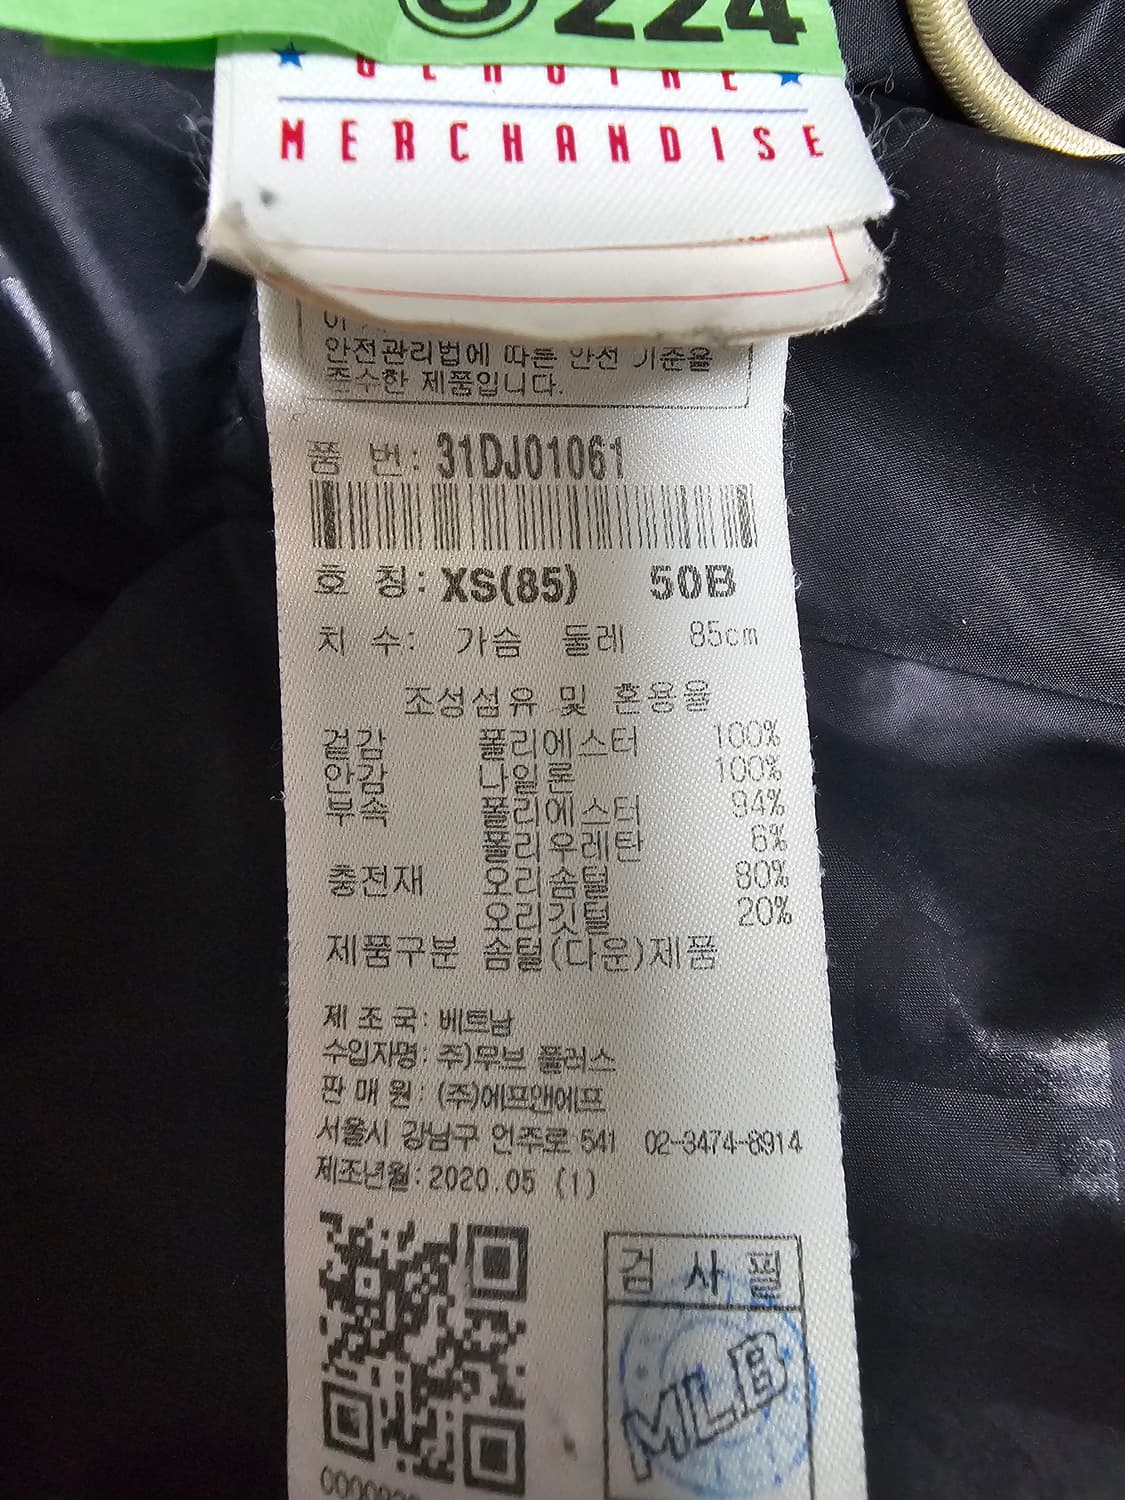 S 224
GENUINE
MERCHANDISE
안전관리법에 따른 안전 기준을
준수한 제품입니다.
품 번: 31DJ01061
호 칭: XS(85) 50B
치 수: 가슴 둘레 85cm
조성섬유 및 혼용율
겉감 폴리에스터 100%
안감 나일론 100%
부속 폴리에스터 94%
폴리우레탄 6%
충전재 오리솜털 80%
오리깃털 20%
제품구분 솜털(다운)제품
제 조 국: 베트남
수입자명: 주)무브 플러스
판 매 원: (주)에프앤에프
서울시 강남구 언주로 541 02-3474-8914
제조년월: 2020.05 (1)
검 사 필
MLB